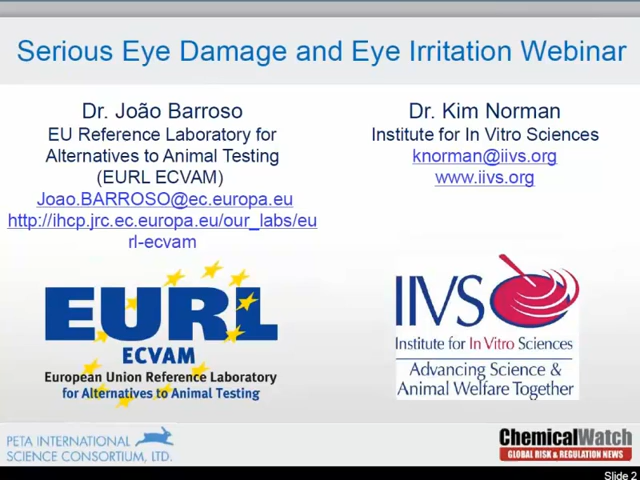 Serious Eye Damage and Eye Irritation Webinar
Dr. João Barroso
EU Reference Laboratory for
Alternatives to Animal Testing
(EURL ECVAM)
Joao.BARROSO@ec.europa.eu
http://ihcp.jrc.ec.europa.eu/our_labs/eu
rl-ecvam
Dr. Kim Norman
Institute for In Vitro Sciences
knorman@iivs.org
www.iivs.org
EURL
ECVAM
European Union Reference Laboratory
for Alternatives to Animal Testing
IIVS
Institute for In Vitro Sciences
Advancing Science &
Animal Welfare Together
PETA INTERNATIONAL
SCIENCE CONSORTIUM, LTD.
ChemicalWatch
GLOBAL RISK & REGULATION NEWS
Slide 2